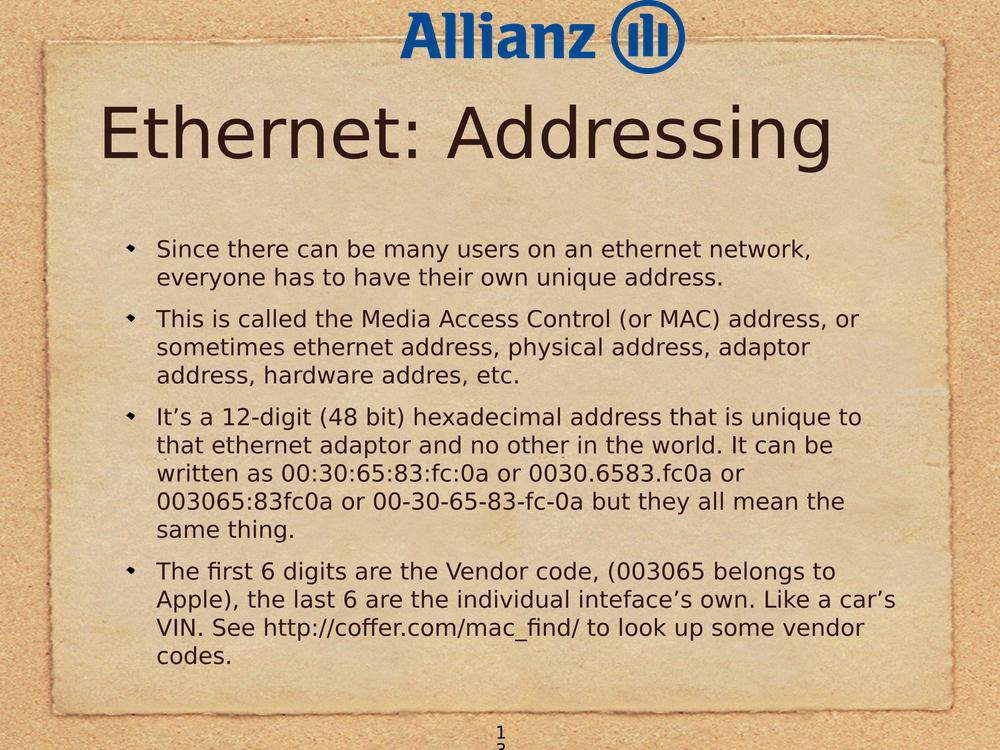 Allianz
Ethernet: Addressing
Since there can be many users on an ethernet network,
everyone has to have their own unique address.
This is called the Media Access Control (or MAC) address, or
sometimes ethernet address, physical address, adaptor
address, hardware addres, etc.
It’s a 12-digit (48 bit) hexadecimal address that is unique to
that ethernet adaptor and no other in the world. It can be
written as 00:30:65:83:fc:0a or 0030.6583.fc0a or
003065:83fc0a or 00-30-65-83-fc-0a but they all mean the
same thing.
The first 6 digits are the Vendor code, (003065 belongs to
Apple), the last 6 are the individual inteface’s own. Like a car’s
VIN. See http://coffer.com/mac_find/ to look up some vendor
codes.
1